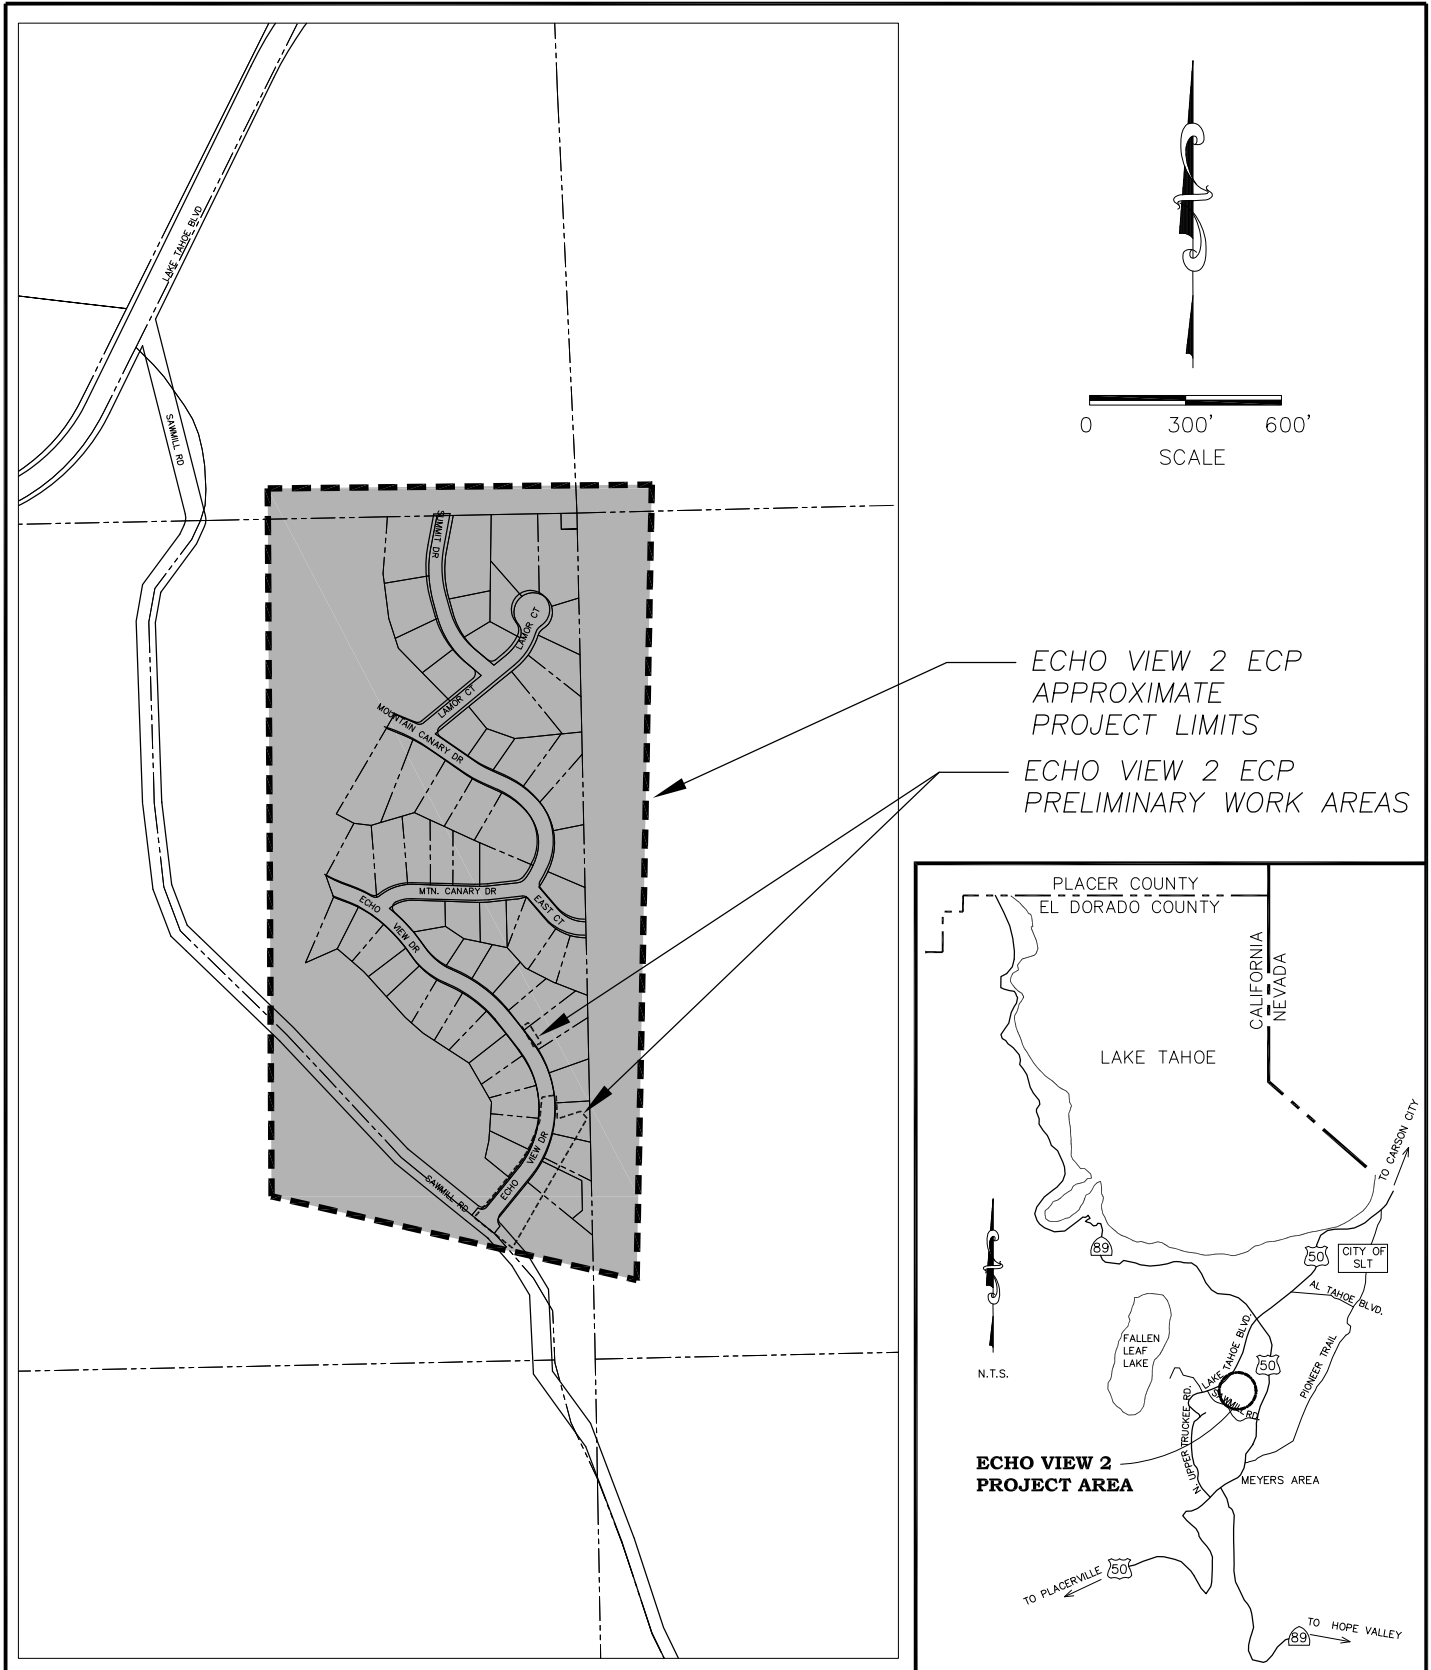 LAKE TAHOE BLVD
SAWMILL RD
SUMMIT DR
LAMOR CT
LAMOR CT
MOUNTAIN CANARY DR
MTN. CANARY DR
EAST CT
ECHO VIEW DR
ECHO VIEW DR
SAWMILL RD
0 300' 600'
SCALE
ECHO VIEW 2 ECP
APPROXIMATE
PROJECT LIMITS
ECHO VIEW 2 ECP
PRELIMINARY WORK AREAS
PLACER COUNTY
EL DORADO COUNTY
CALIFORNIA
NEVADA
LAKE TAHOE
TO CARSON CITY
89
50
CITY OF
SLT
AL TAHOE BLVD.
FALLEN
LEAF
LAKE
LAKE TAHOE BLVD.
50
PIONEER TRAIL
N.T.S.
SAWMILL RD.
N. UPPER TRUCKEE RD.
ECHO VIEW 2
PROJECT AREA
MEYERS AREA
TO PLACERVILLE
50
TO HOPE VALLEY
89